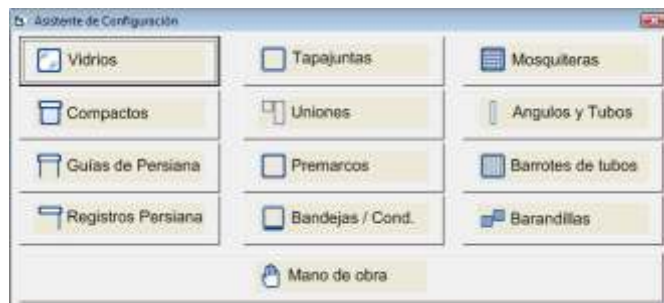 Asistente de Configuración
Vidrios
Tapajuntas
Mosquiteras
Compactos
Uniones
Angulos y Tubos
Guías de Persiana
Premarcos
Barrotes de tubos
Registros Persiana
Bandejas / Cond.
Barandillas
Mano de obra